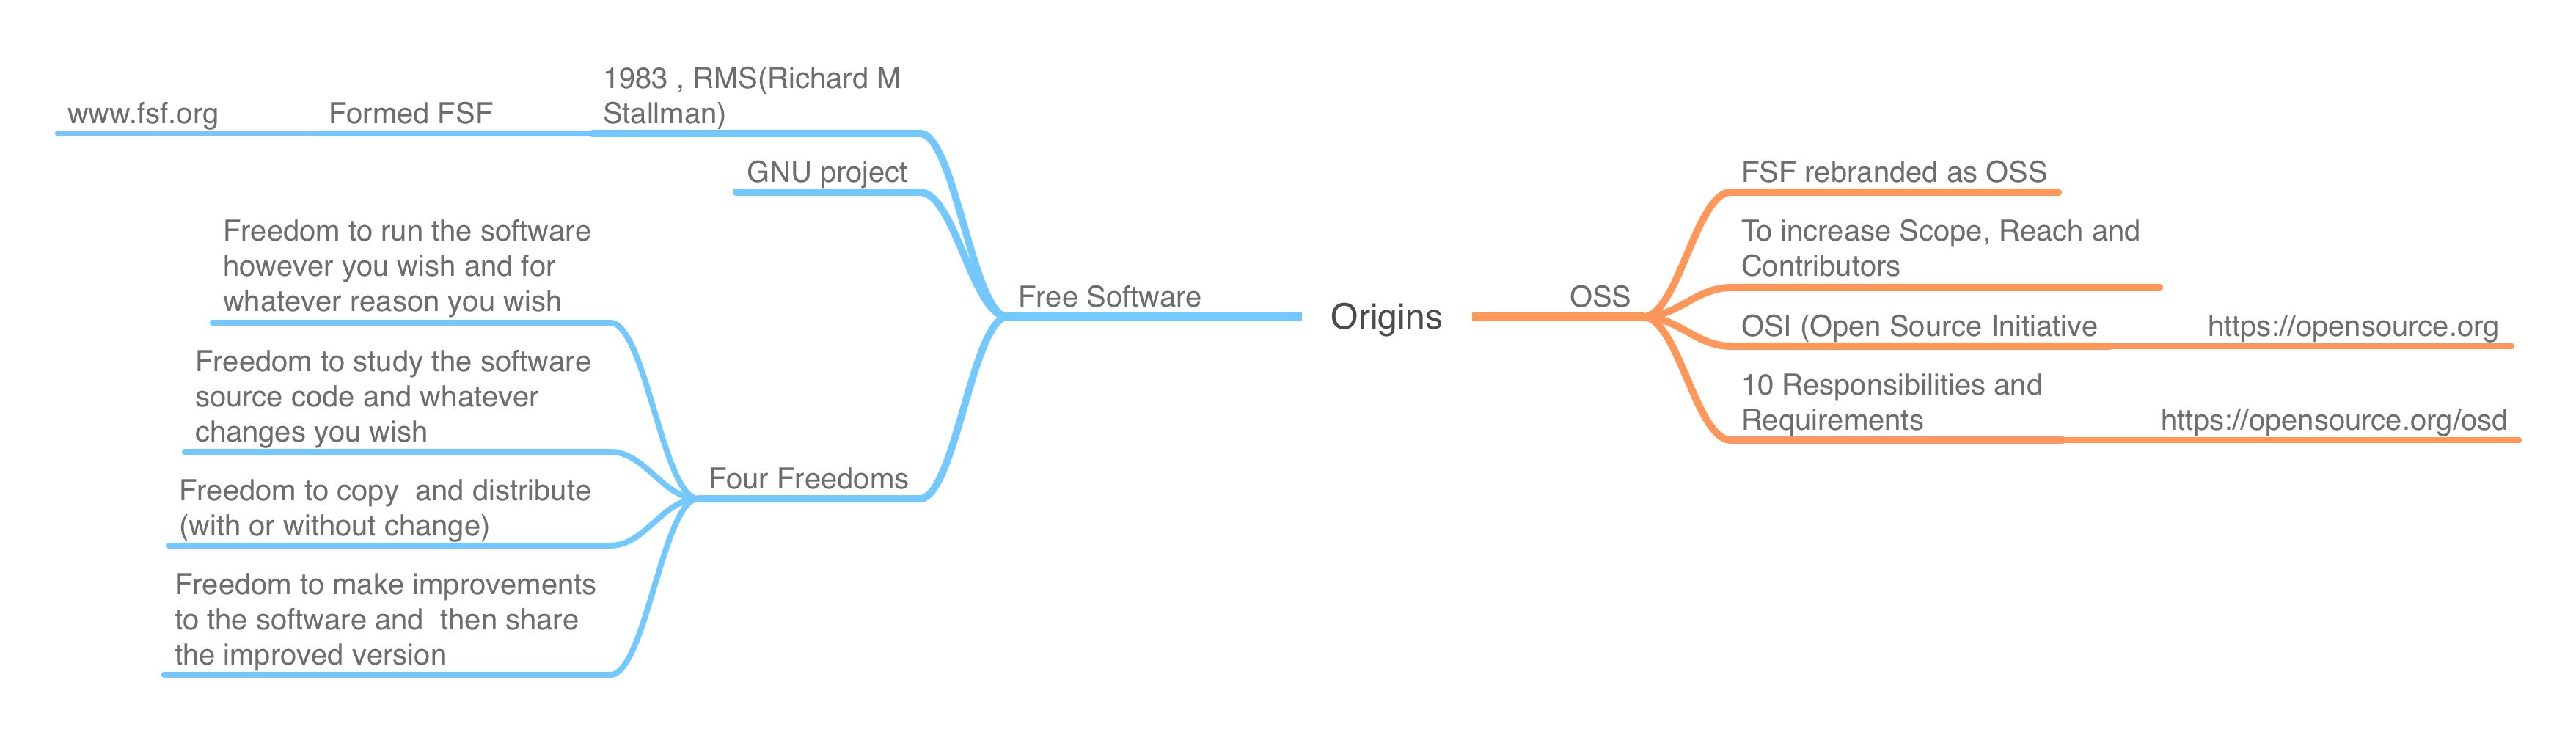 1983 , RMS(Richard M
Stallman)
Formed FSF
www.fsf.org
GNU project
Freedom to run the software
however you wish and for
whatever reason you wish
Freedom to study the software
source code and whatever
changes you wish
Four Freedoms
Freedom to copy  and distribute
(with or without change)
Freedom to make improvements
to the software and  then share
the improved version
Free Software
Origins
OSS
FSF rebranded as OSS
To increase Scope, Reach and
Contributors
OSI (Open Source Initiative
https://opensource.org
10 Responsibilities and
Requirements
https://opensource.org/osd